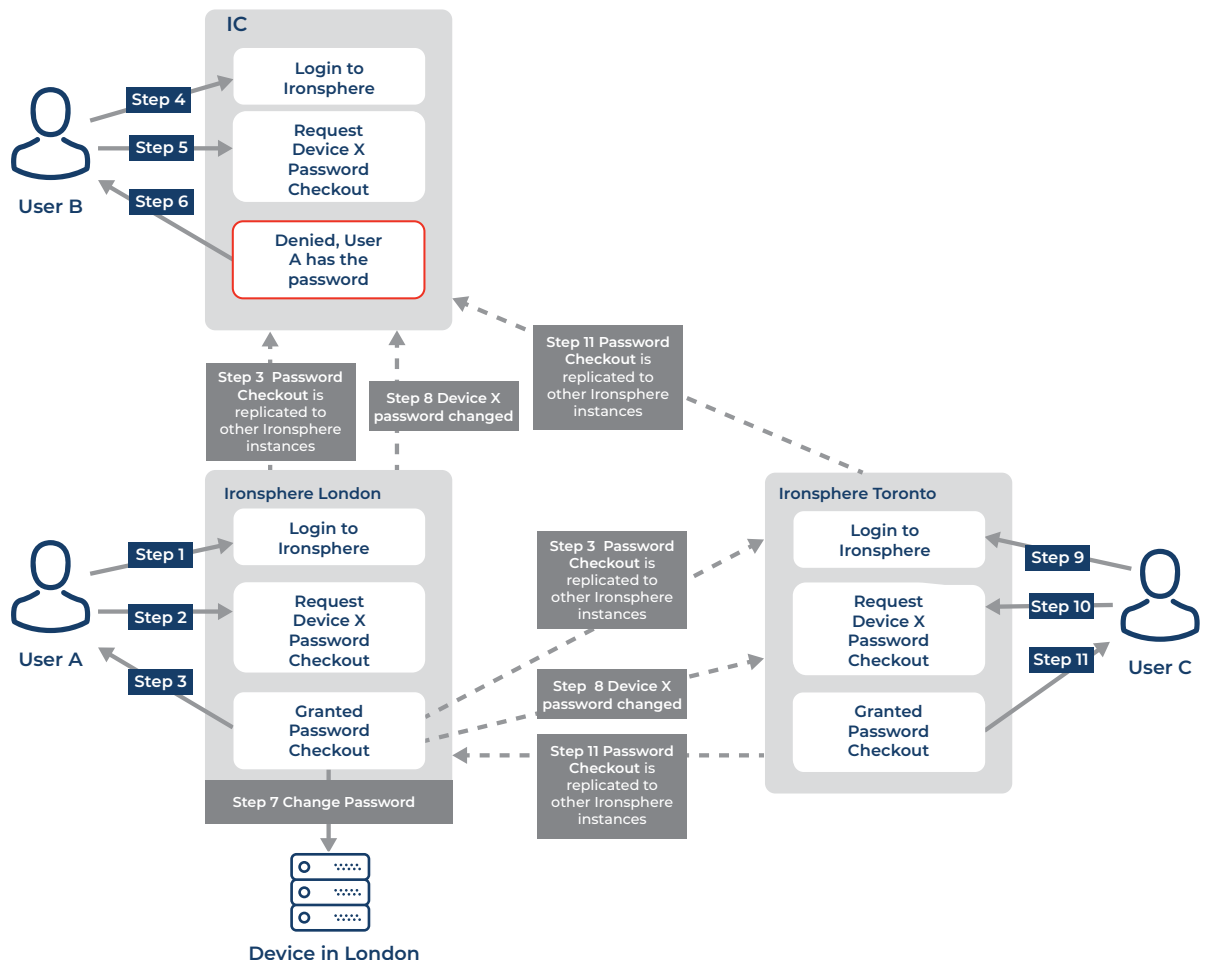 IC
Login to
Ironsphere
Step 4
Request
Device X
Password
Checkout
Step 5
Step 6
User B
Denied, User
A has the
password
Step 3  Password
Checkout is
replicated to
other Ironsphere
instances
Step 8 Device X
password changed
Step 11 Password
Checkout is
replicated to
other Ironsphere
instances
Ironsphere London
Login to
Ironsphere
Step 1
Request
Device X
Password
Checkout
Step 2
User A
Step 3
Granted
Password
Checkout
Step 7 Change Password
Device in London
Step 3  Password
Checkout is
replicated to
other Ironsphere
instances
Step  8 Device X
password changed
Step 11 Password
Checkout is
replicated to
other Ironsphere
instances
Ironsphere Toronto
Login to
Ironsphere
Step 9
Request
Device X
Password
Checkout
Step 10
Step 11
User C
Granted
Password
Checkout